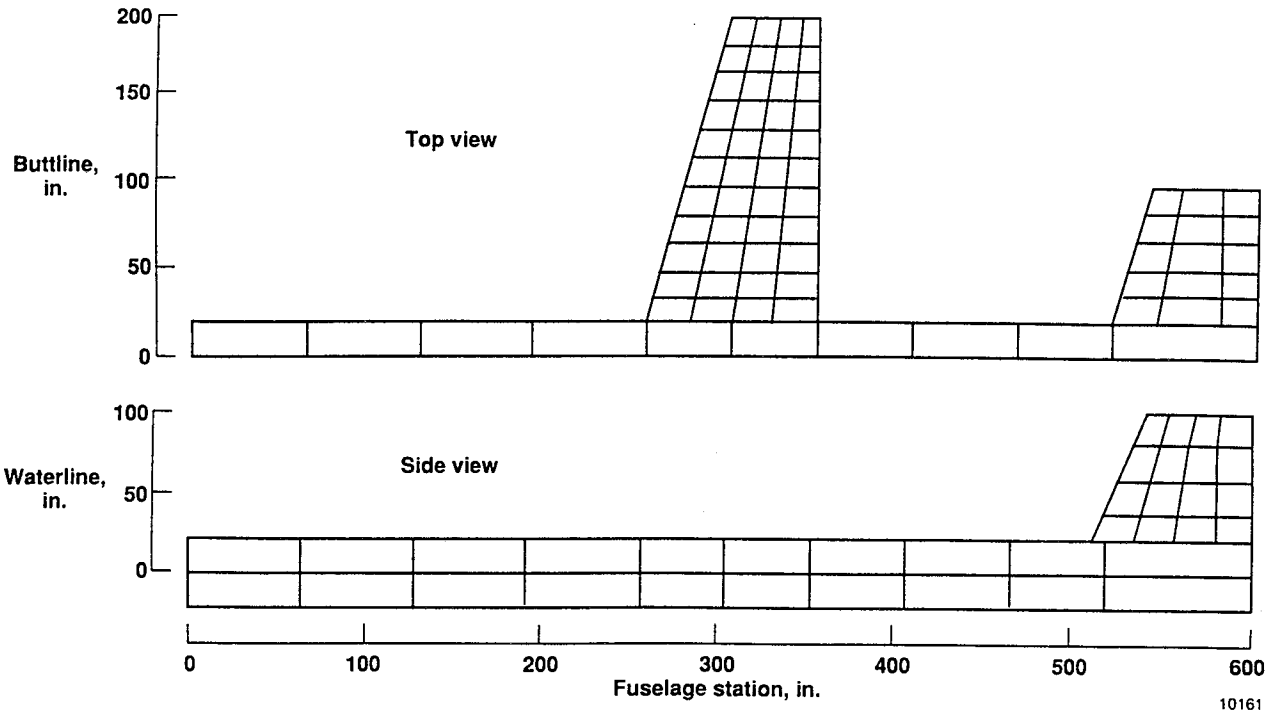 200
150
Top view
Buttline,
in.
100
50
0
100
Side view
Waterline,
in.
50
0
0 100 200 300 400 500 600
Fuselage station, in.
10161